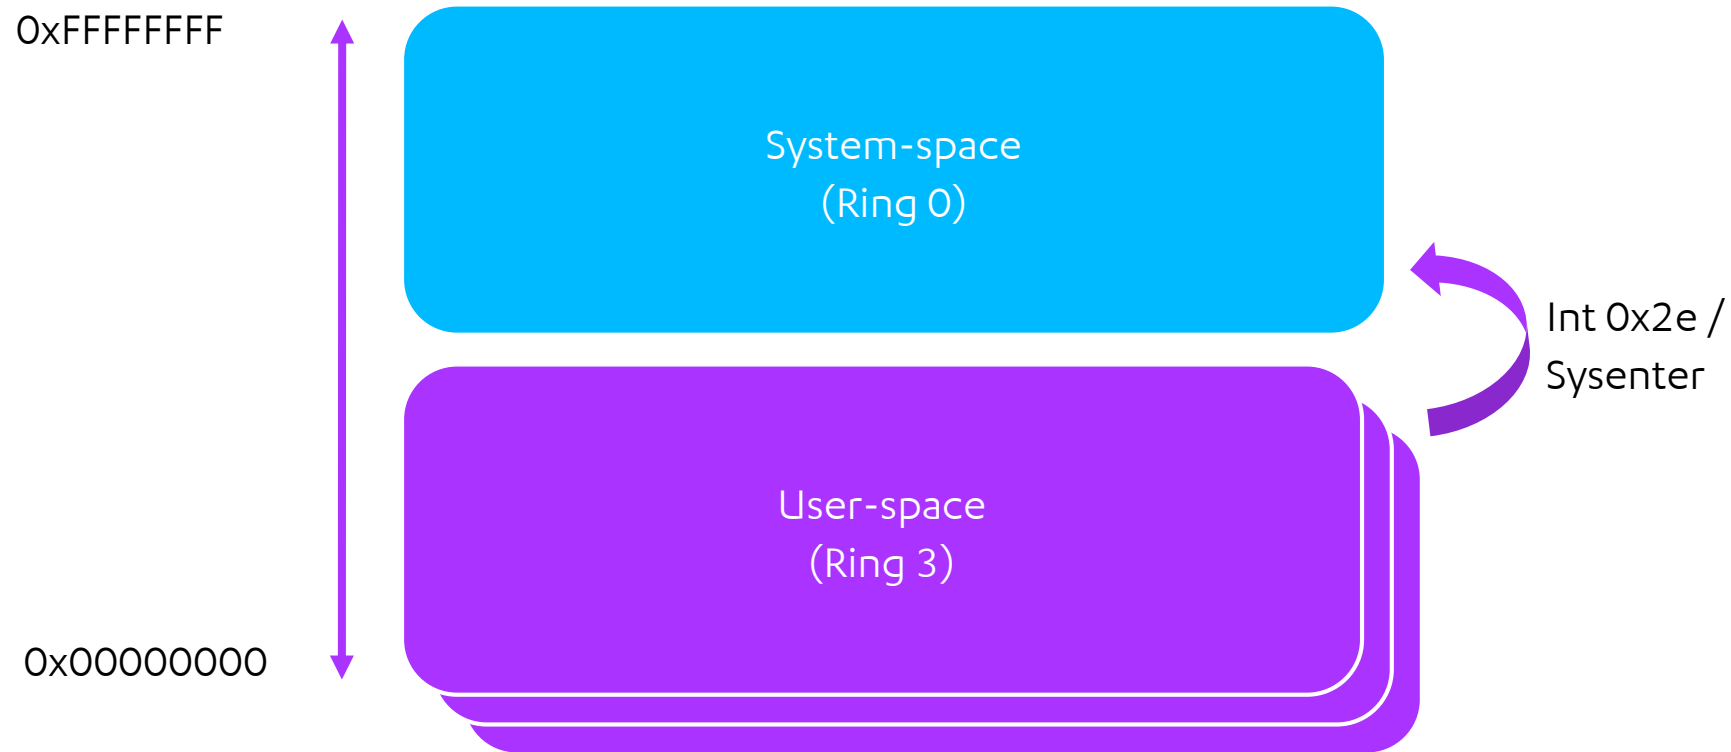 0xFFFFFFFF
System-space
(Ring 0)
Int 0x2e /
Sysenter
User-space
(Ring 3)
0x00000000